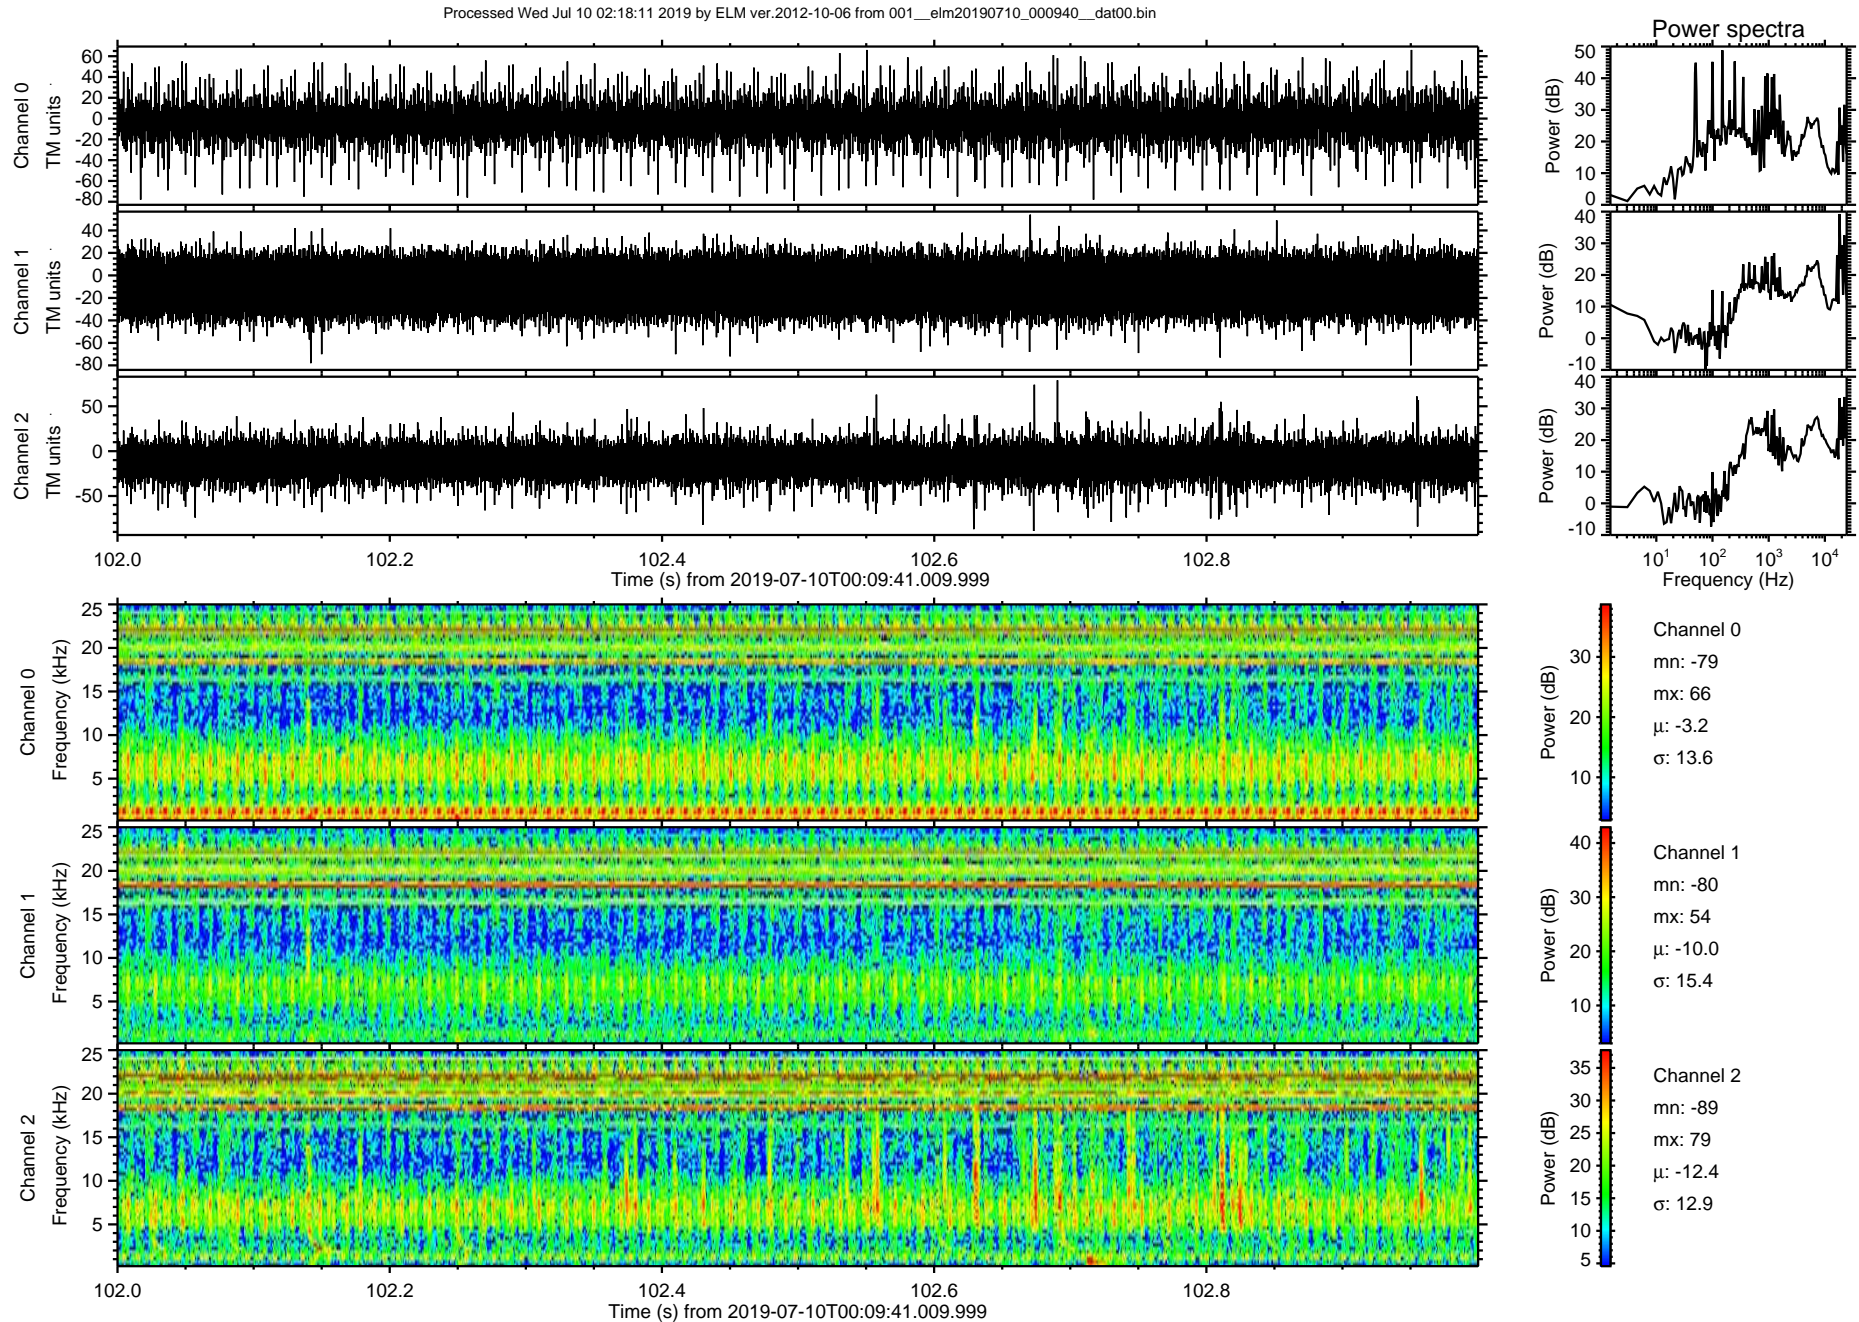 Processed Wed Jul 10 02:18:11 2019 by ELM ver.2012-10-06 from 001__elm20190710_000940__dat00.bin
Power spectra
Channel 0
TM units
60
40
20
0
-20
-40
-60
-80
Power (dB)
50
40
30
20
10
0
Channel 1
TM units
40
20
0
-20
-40
-60
-80
Power (dB)
40
30
20
10
0
-10
Channel 2
TM units
50
0
-50
Power (dB)
40
30
20
10
0
-10
102.0 102.2 102.4 102.6 102.8
Time (s) from 2019-07-10T00:09:41.009.999
10¹ 10² 10³ 10⁴
Frequency (Hz)
Channel 0
Frequency (kHz)
25
20
15
10
5
Power (dB)
30
20
10
Channel 0
mn: -79
mx: 66
μ: -3.2
σ: 13.6
Channel 1
Frequency (kHz)
25
20
15
10
5
Power (dB)
40
30
20
10
Channel 1
mn: -80
mx: 54
μ: -10.0
σ: 15.4
Channel 2
Frequency (kHz)
25
20
15
10
5
Power (dB)
35
30
25
20
15
10
5
Channel 2
mn: -89
mx: 79
μ: -12.4
σ: 12.9
102.0 102.2 102.4 102.6 102.8
Time (s) from 2019-07-10T00:09:41.009.999